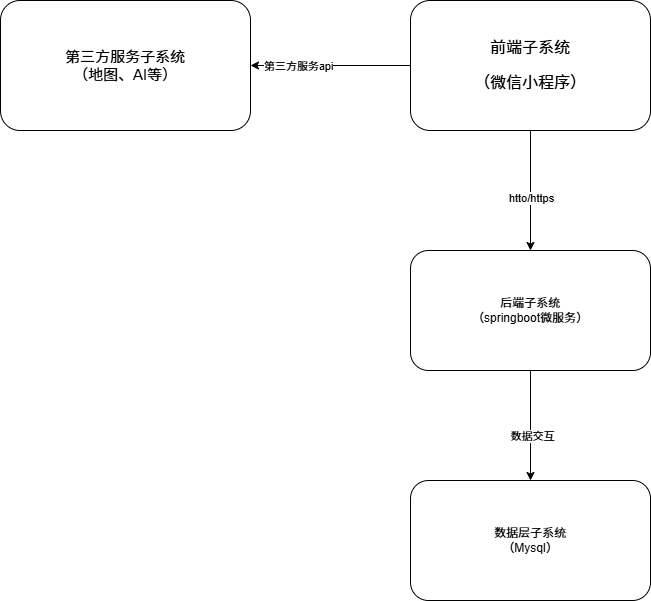 第三方服务子系统
（地图、AI等）
第三方服务api
前端子系统
（微信小程序）
htto/https
后端子系统
（springboot微服务）
数据交互
数据层子系统
（Mysql）